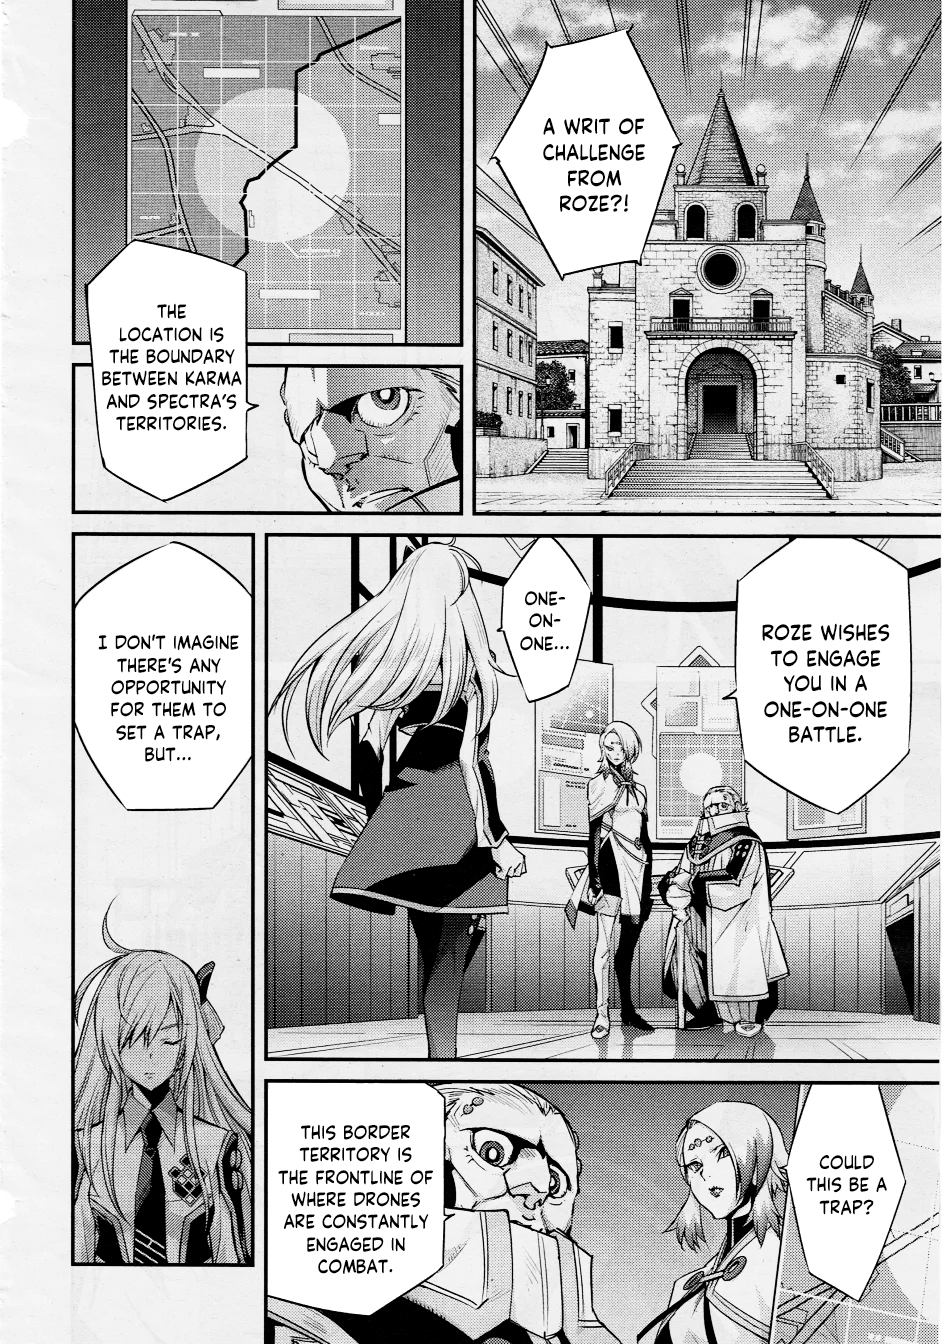 A WRIT OF
CHALLENGE
FROM
ROZE?!
THE
LOCATION IS
THE BOUNDARY
BETWEEN KARMA
AND SPECTRA'S
TERRITORIES.
ROZE WISHES
TO ENGAGE
YOU IN A
ONE-ON-ONE
BATTLE.
ONE-
ON-
ONE...
I DON'T IMAGINE
THERE'S ANY
OPPORTUNITY
FOR THEM TO
SET A TRAP,
BUT...
COULD
THIS BE A
TRAP?
THIS BORDER
TERRITORY IS
THE FRONTLINE OF
WHERE DRONES
ARE CONSTANTLY
ENGAGED IN
COMBAT.